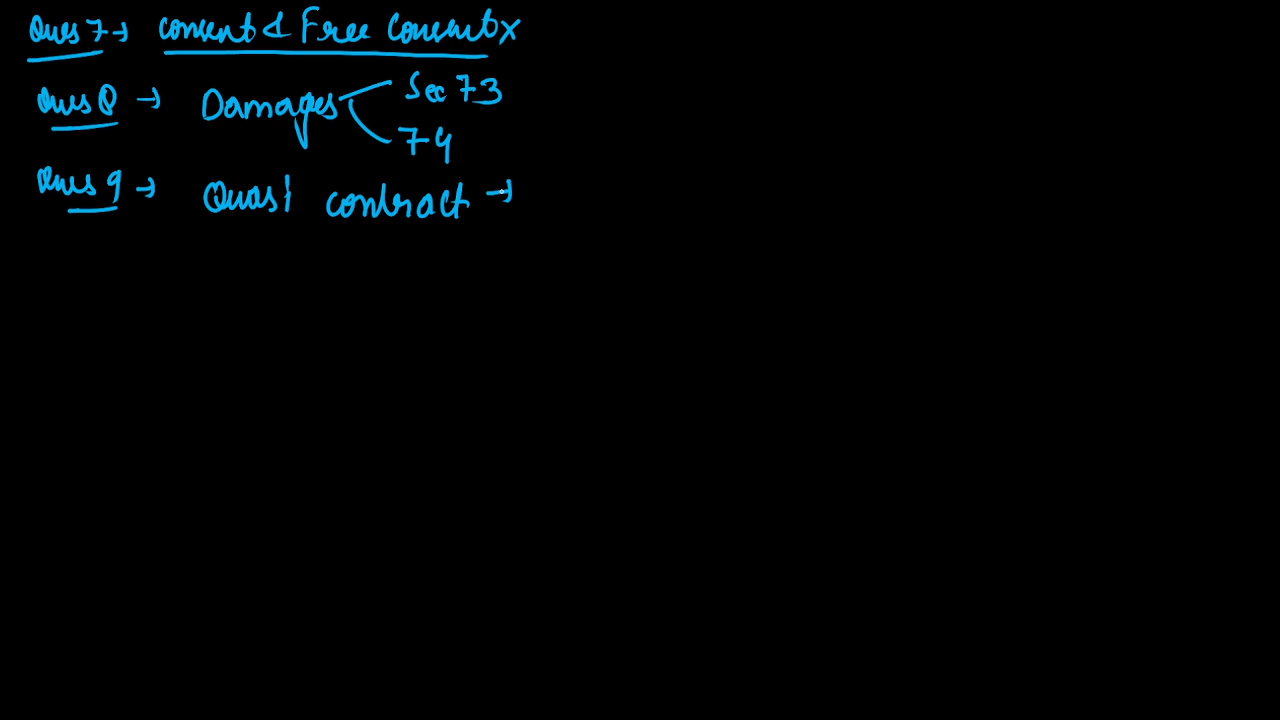 Ques 7 → Consent & Free Consent x
Ques 8 → Damages Sec 73
74
Ques 9 → Quasi contract →